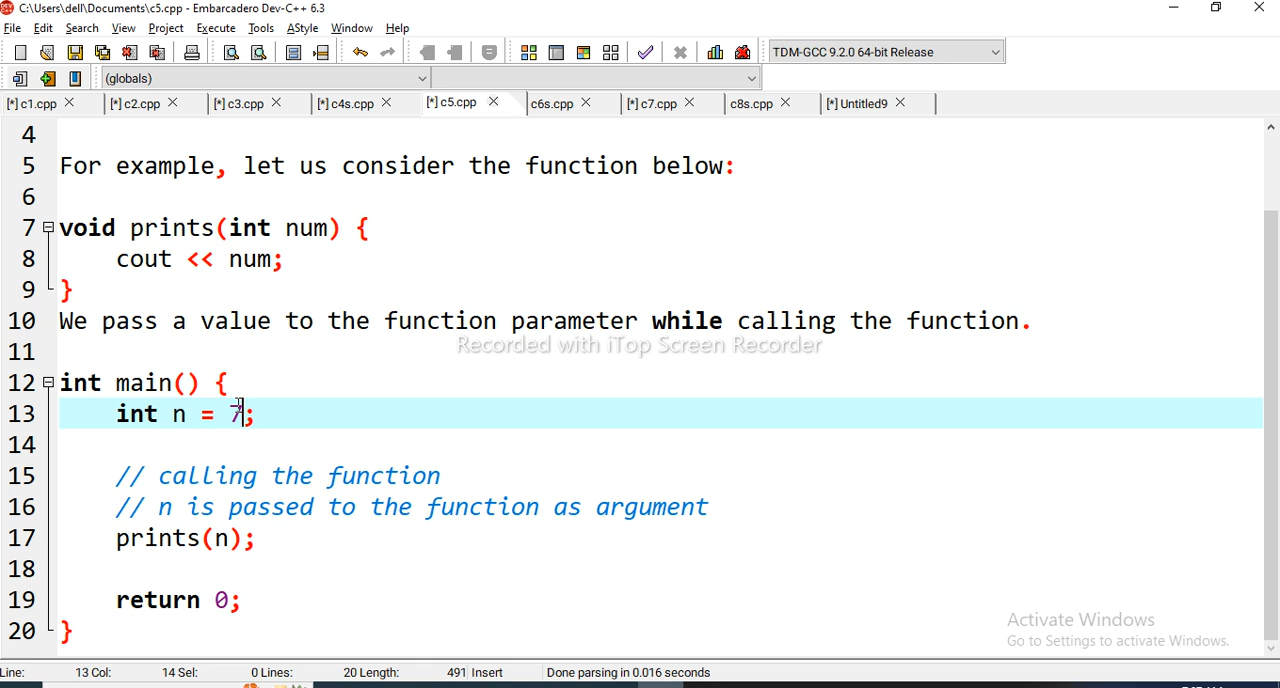 C:\Users\dell\Documents\c5.cpp - Embarcadero Dev-C++ 6.3
File Edit Search View Project Execute Tools AStyle Window Help
TDM-GCC 9.2.0 64-bit Release
(globals)
[*] c1.cpp [*] c2.cpp [*] c3.cpp [*] c4s.cpp [*] c5.cpp c6s.cpp [*] c7.cpp c8s.cpp [*] Untitled9
4
5 For example, let us consider the function below:
6
7 void prints(int num) {
8 cout << num;
9 }
10 We pass a value to the function parameter while calling the function.
Recorded with iTop Screen Recorder
11
12 int main() {
13 int n = 7;
14
15 // calling the function
16 // n is passed to the function as argument
17 prints(n);
18
19 return 0;
20 }
Activate Windows
Go to Settings to activate Windows.
Line: 13 Col: 14 Sel: 0 Lines: 20 Length: 491 Insert Done parsing in 0.016 seconds